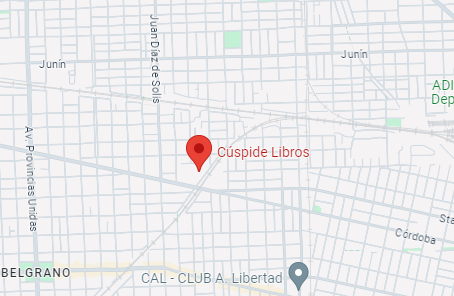 Juan Díaz de Solís
Junín
Junín
ADI
Dep
Av Provincias Unidas
Cúspide Libros
Sta
Córdoba
BELGRANO
CAL - CLUB A. Libertad